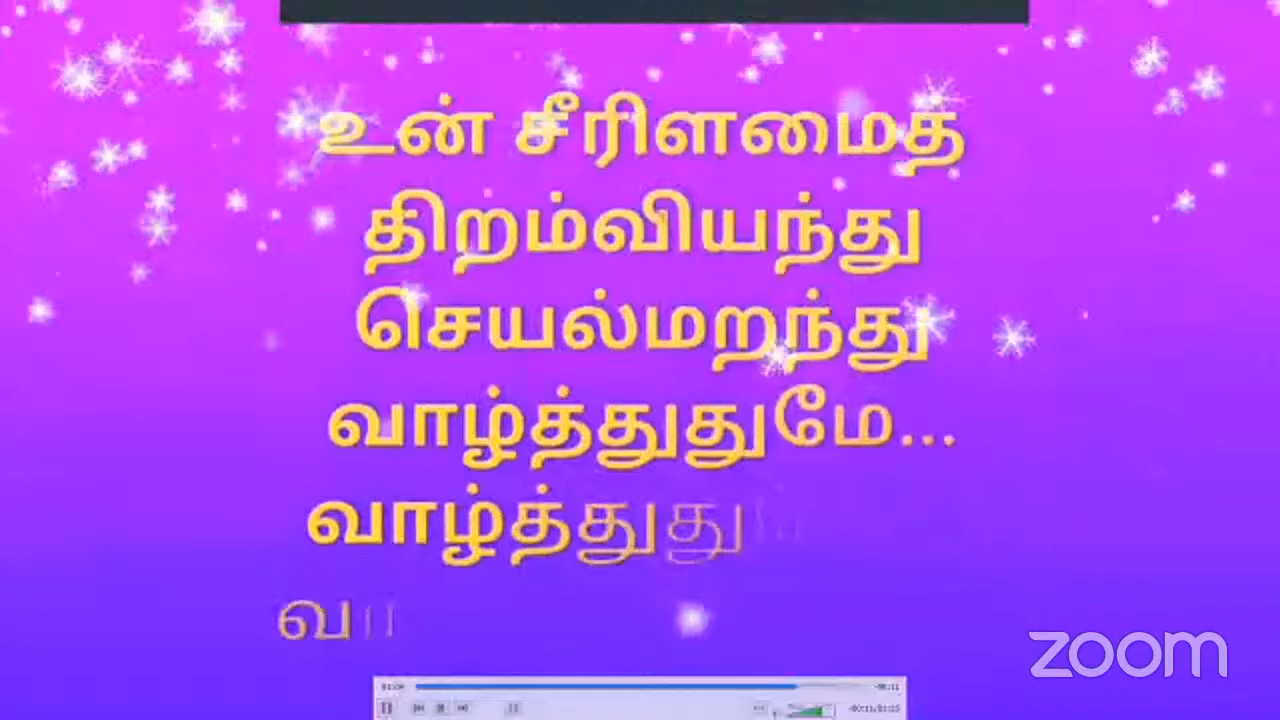 உன் சீரிளமைத்
திறம்வியந்து
செயல்மறந்து
வாழ்த்துதுமே...
வாழ்த்துது
zoom